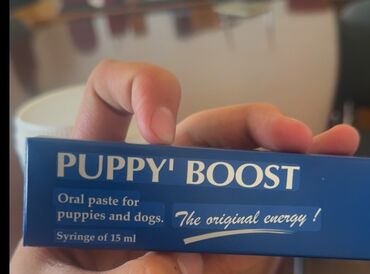 PUPPY' BOOST
Oral paste for
puppies and dogs.
The original energy !
Syringe of 15 ml